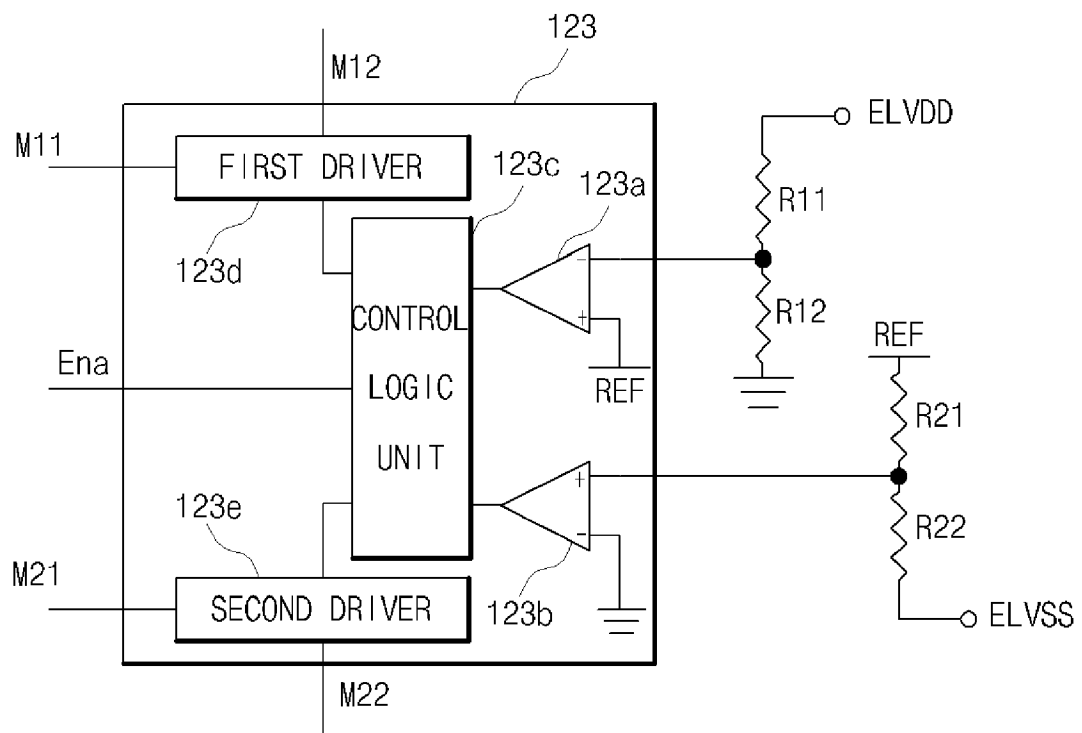 123
M12
ELVDD
M11
FIRST DRIVER
123c
123a
R11
123d
-
+
R12
CONTROL
LOGIC
UNIT
REF
REF
Ena
R21
+
-
R22
123e
M21
SECOND DRIVER
123b
ELVSS
M22